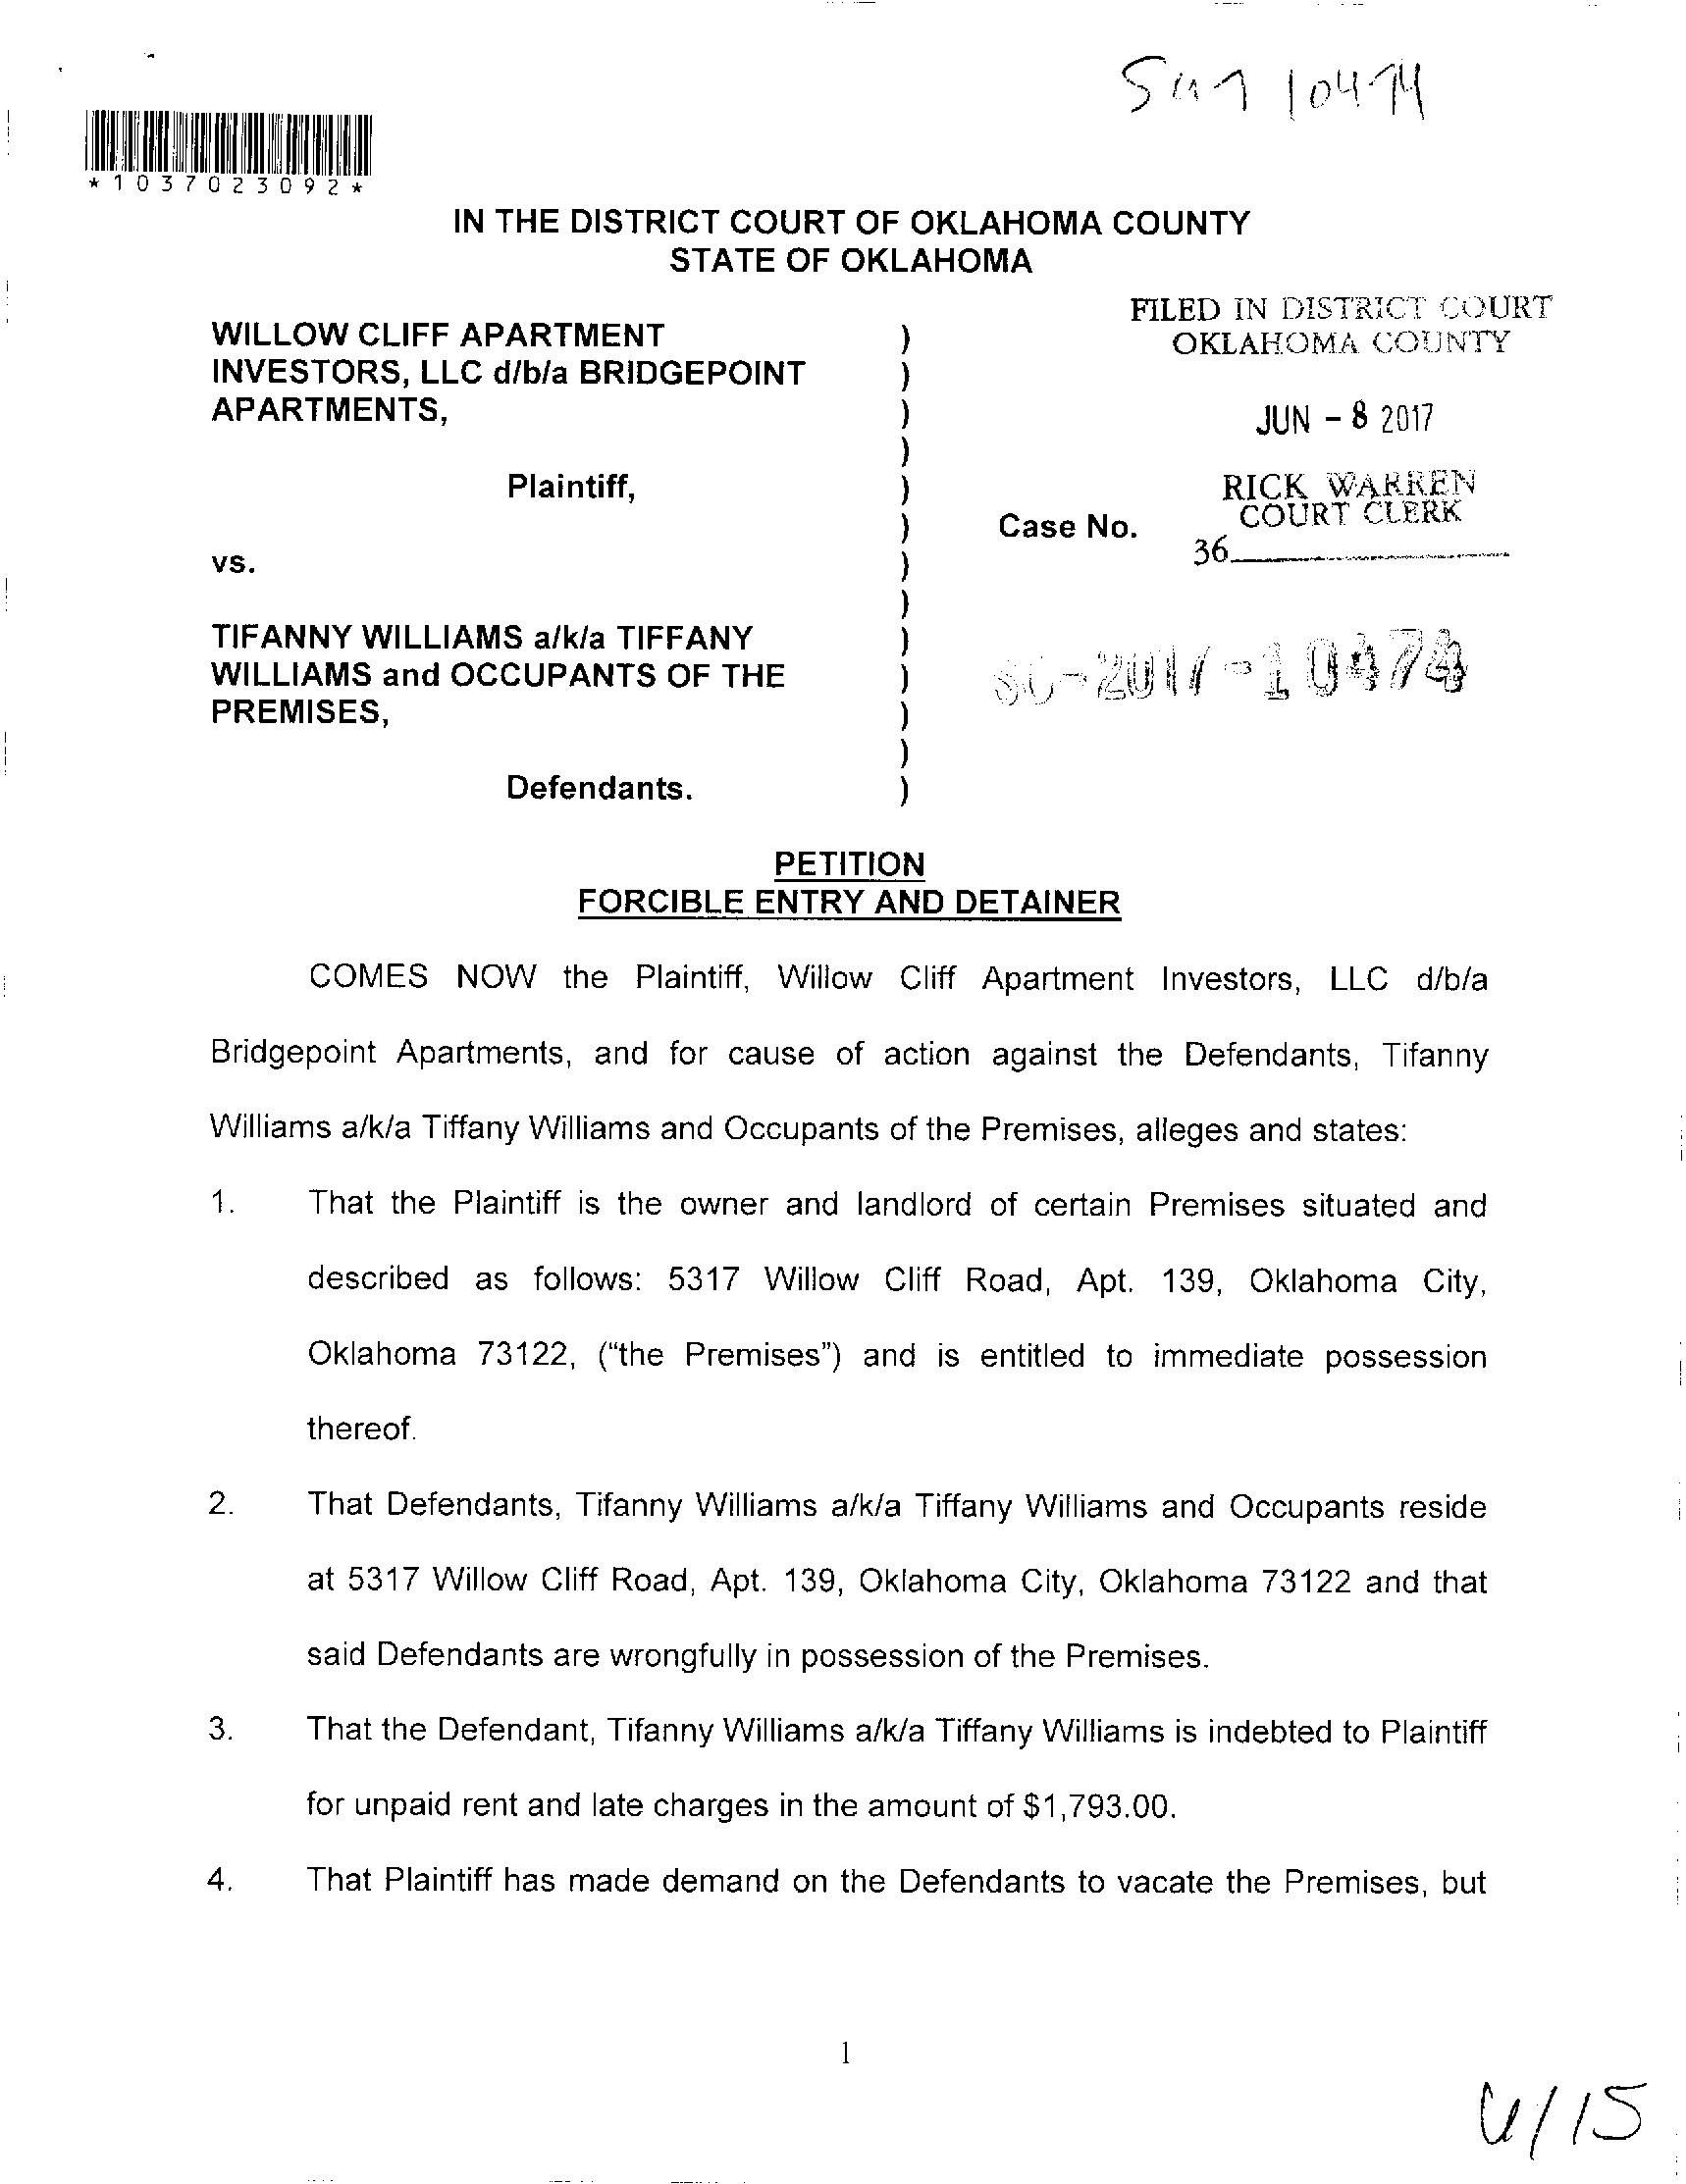 10474
*1037023092*
IN THE DISTRICT COURT OF OKLAHOMA COUNTY
STATE OF OKLAHOMA
FILED IN DISTRICT COURT
OKLAHOMA COUNTY
JUN - 8 2017
RICK WARREN
COURT CLERK
36
WILLOW CLIFF APARTMENT )
INVESTORS, LLC d/b/a BRIDGEPOINT )
APARTMENTS, )
)
Plaintiff, )
) Case No.
vs. )
)
TIFANNY WILLIAMS a/k/a TIFFANY )
WILLIAMS and OCCUPANTS OF THE ) SC-2017-10474
PREMISES, )
)
Defendants. )
PETITION
FORCIBLE ENTRY AND DETAINER
COMES NOW the Plaintiff, Willow Cliff Apartment Investors, LLC d/b/a
Bridgepoint Apartments, and for cause of action against the Defendants, Tifanny
Williams a/k/a Tiffany Williams and Occupants of the Premises, alleges and states:
1. That the Plaintiff is the owner and landlord of certain Premises situated and
described as follows: 5317 Willow Cliff Road, Apt. 139, Oklahoma City,
Oklahoma 73122, (“the Premises”) and is entitled to immediate possession
thereof.
2. That Defendants, Tifanny Williams a/k/a Tiffany Williams and Occupants reside
at 5317 Willow Cliff Road, Apt. 139, Oklahoma City, Oklahoma 73122 and that
said Defendants are wrongfully in possession of the Premises.
3. That the Defendant, Tifanny Williams a/k/a Tiffany Williams is indebted to Plaintiff
for unpaid rent and late charges in the amount of $1,793.00.
4. That Plaintiff has made demand on the Defendants to vacate the Premises, but
1